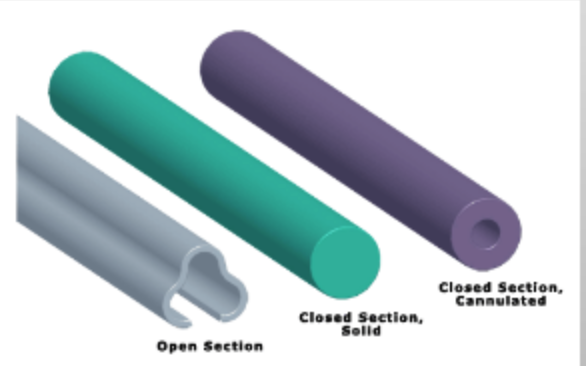 Closed Section,
Cannulated
Closed Section,
Solid
Open Section